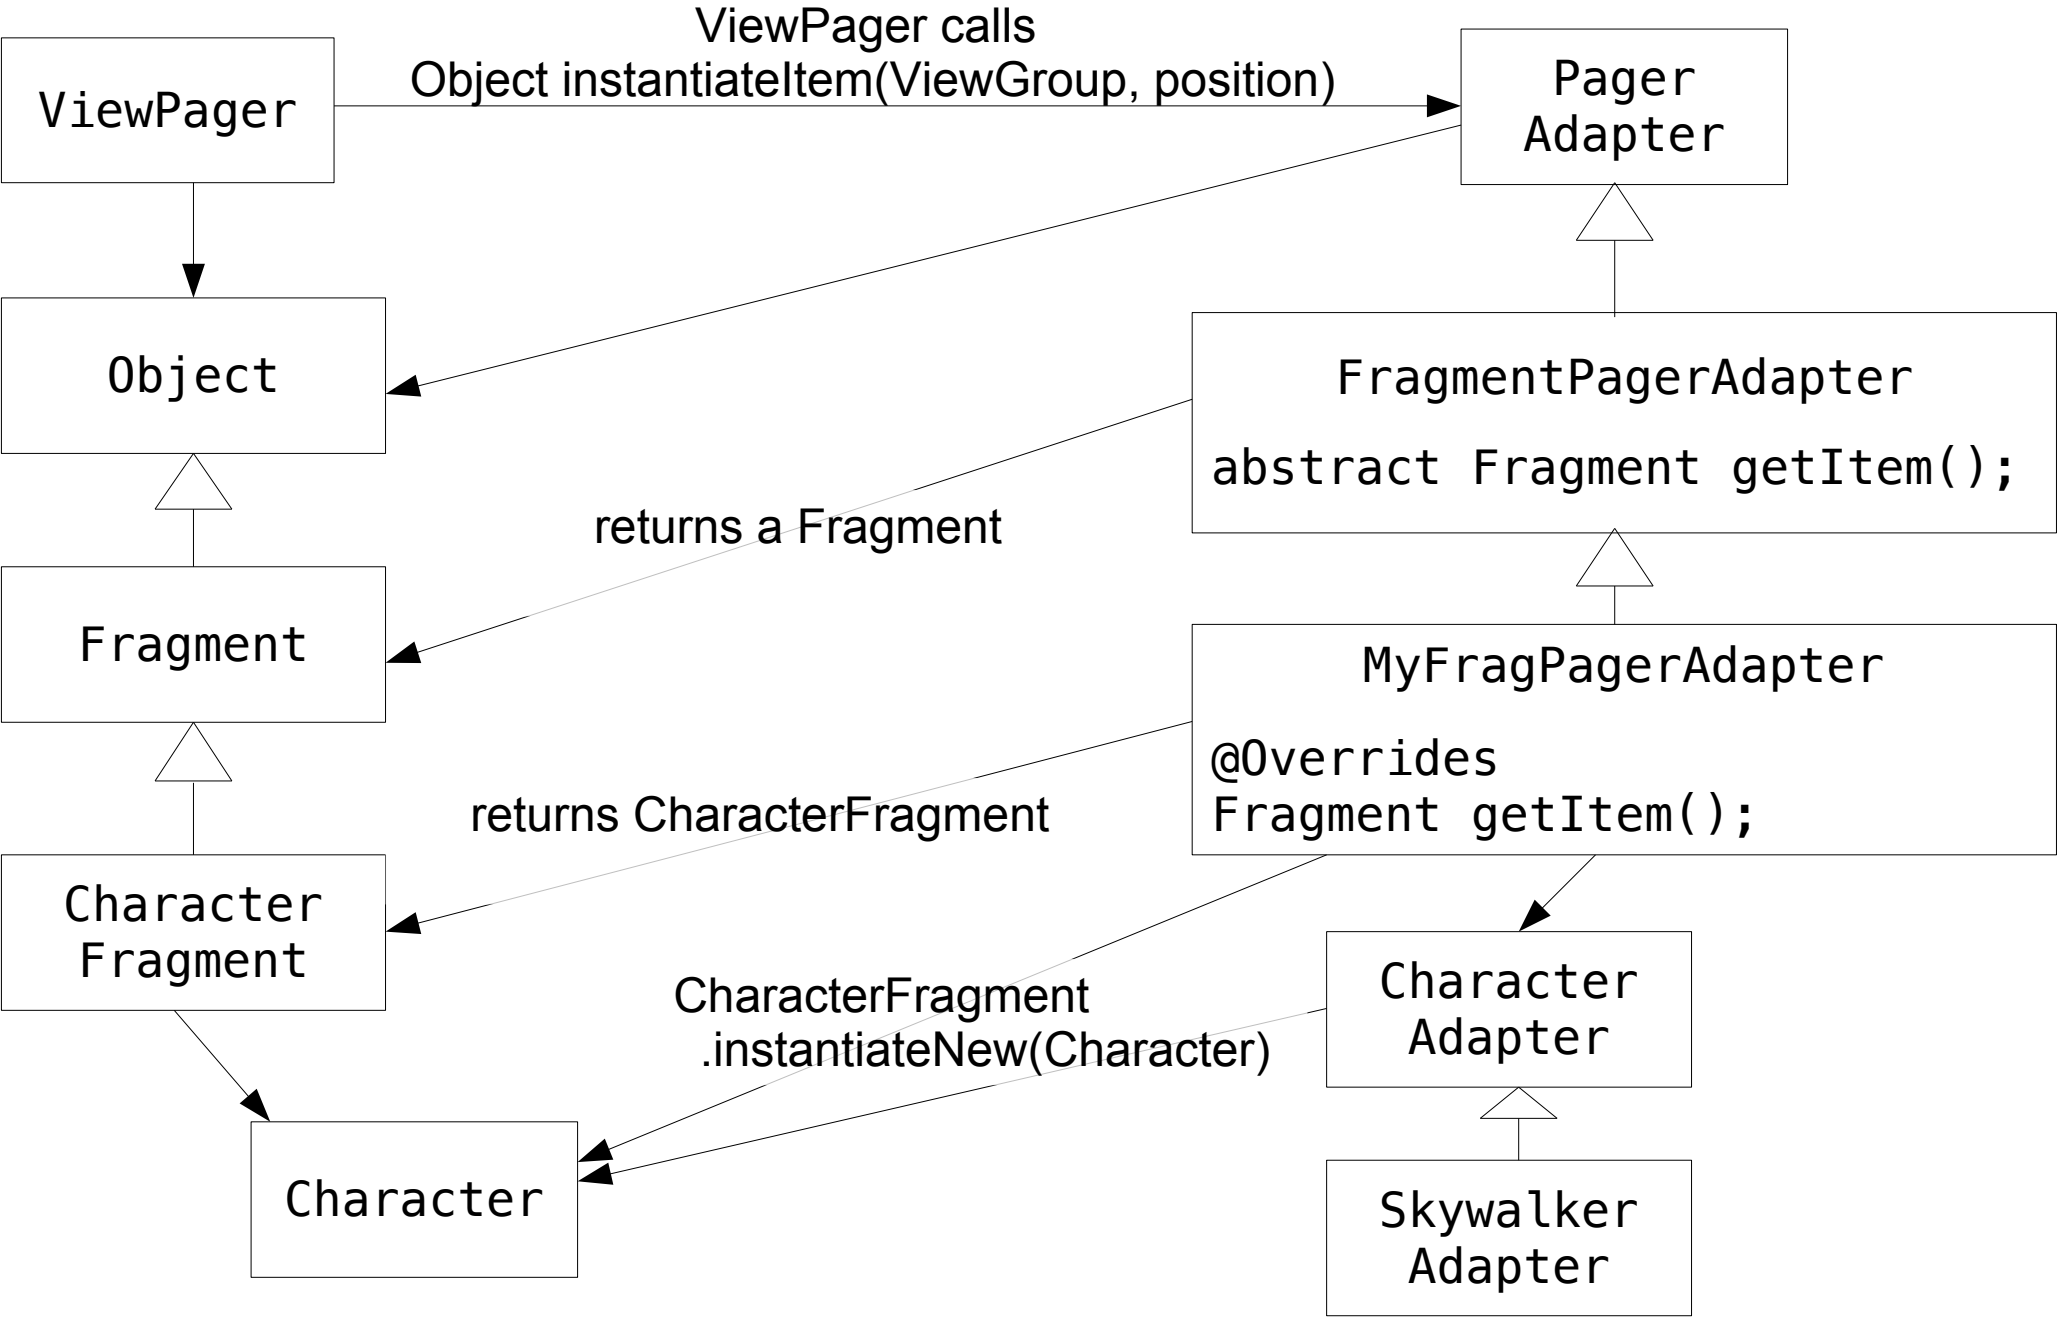 ViewPager calls
Object instantiateItem(ViewGroup, position)
ViewPager
Pager
Adapter
Object
FragmentPagerAdapter
abstract Fragment getItem();
returns a Fragment
Fragment
MyFragPagerAdapter
@Overrides
Fragment getItem();
returns CharacterFragment
Character
Fragment
CharacterFragment
.instantiateNew(Character)
Character
Adapter
Character
Skywalker
Adapter